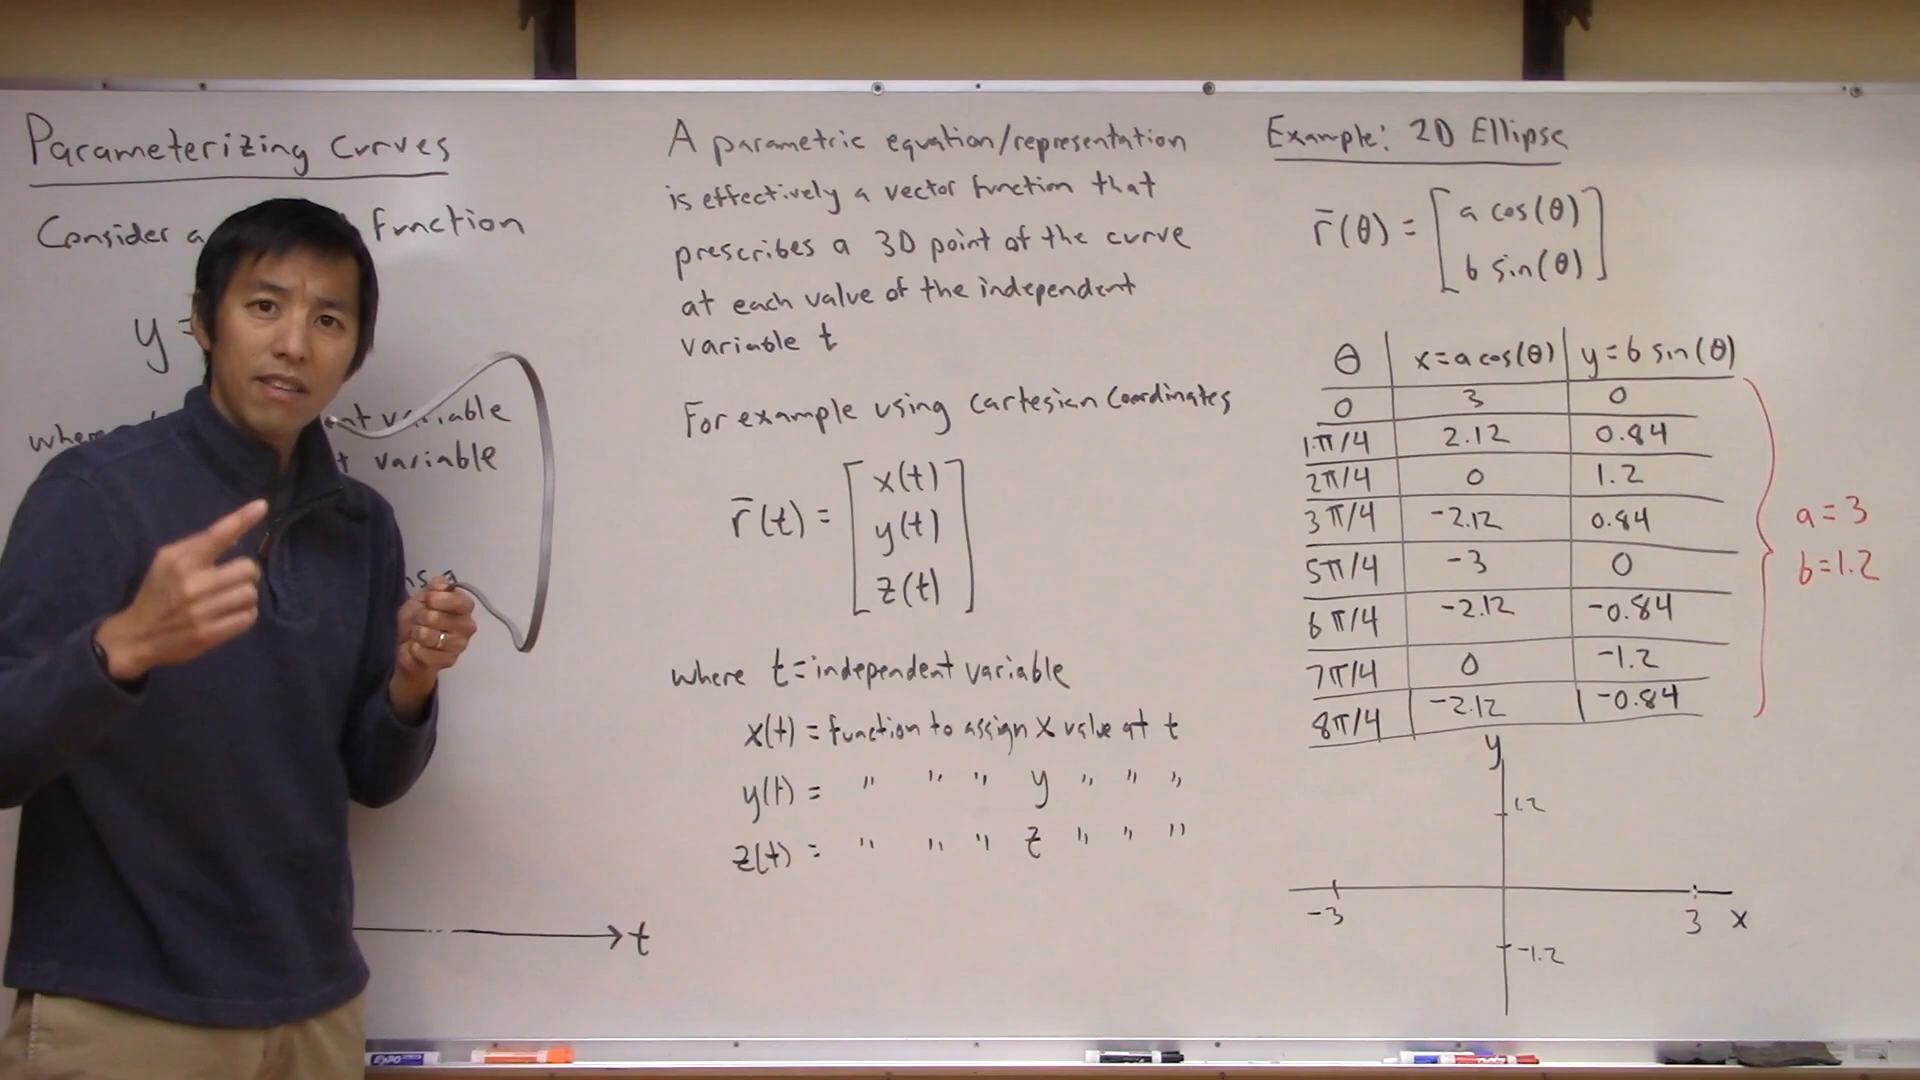 Parameterizing Curves
Consider a function
y =
where
nt variable
t variable
ns a
t
A parametric equation/representation
is effectively a vector function that
prescribes a 3D point of the curve
at each value of the independent
variable t
For example using Cartesian Coordinates
r̄(t) = [x(t)
y(t)
z(t)]
where t = independent variable
x(t) = function to assign x value at t
y(t) = " " " y " " "
z(t) = " " " z " " "
Example: 2D Ellipse
r̄(θ) = [a cos(θ)
b sin(θ)]
θ x=a cos(θ) y=b sin(θ)
0 3 0
1π/4 2.12 0.84
2π/4 0 1.2
3π/4 -2.12 0.84
5π/4 -3 0
6π/4 -2.12 -0.84
7π/4 0 -1.2
8π/4 -2.12 -0.84
a=3
b=1.2
y
1.2
-3 3 x
-1.2
EXPO